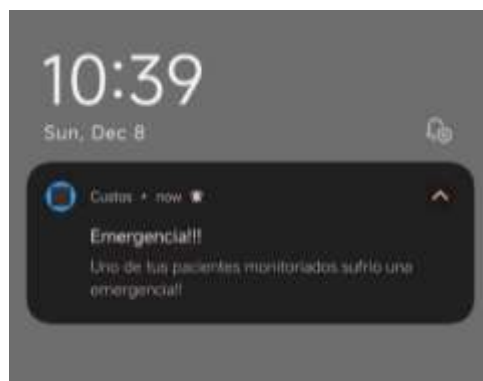 10:39
Sun, Dec 8
Custos • now
Emergencia!!!
Uno de tus pacientes monitoriados sufrio una
emergencia!!